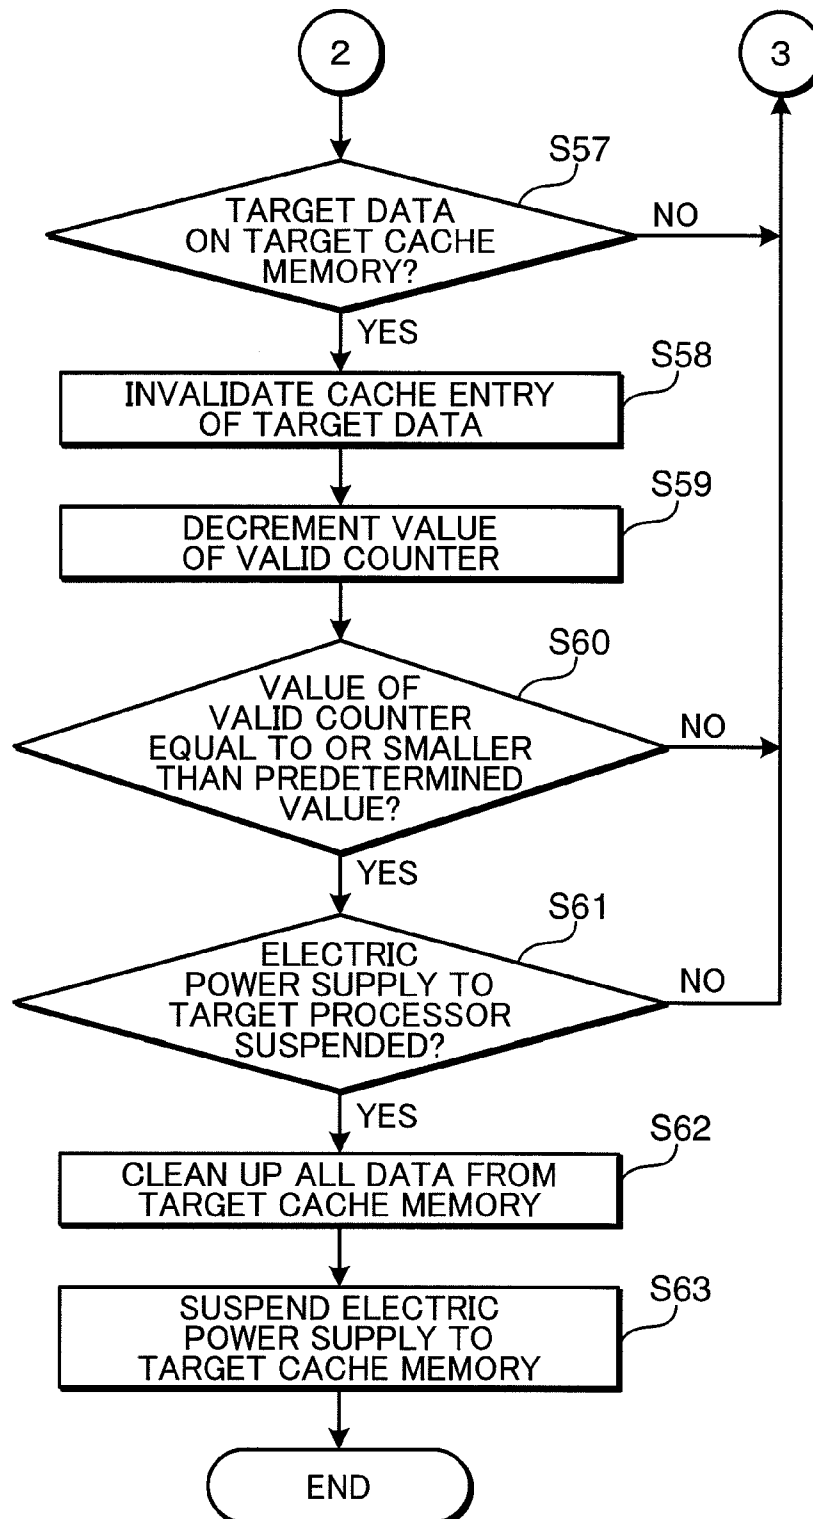 2
3
S57
TARGET DATA
ON TARGET CACHE
MEMORY?
NO
YES
S58
INVALIDATE CACHE ENTRY
OF TARGET DATA
S59
DECREMENT VALUE
OF VALID COUNTER
S60
VALUE OF
VALID COUNTER
EQUAL TO OR SMALLER
THAN PREDETERMINED
VALUE?
NO
YES
S61
ELECTRIC
POWER SUPPLY TO
TARGET PROCESSOR
SUSPENDED?
NO
YES
S62
CLEAN UP ALL DATA FROM
TARGET CACHE MEMORY
S63
SUSPEND ELECTRIC
POWER SUPPLY TO
TARGET CACHE MEMORY
END